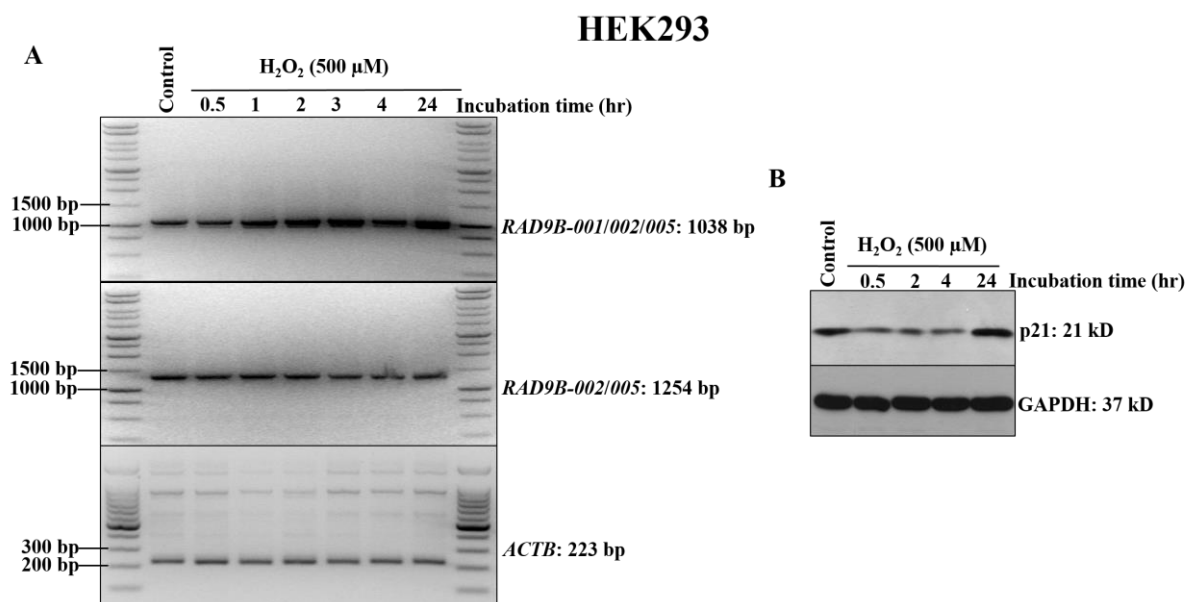 HEK293
A
H₂O₂ (500 µM)
Control
0.5 1 2 3 4 24 Incubation time (hr)
1500 bp
1000 bp
RAD9B-001/002/005: 1038 bp
1500 bp
1000 bp
RAD9B-002/005: 1254 bp
300 bp
200 bp
ACTB: 223 bp
B
H₂O₂ (500 µM)
Control
0.5 2 4 24 Incubation time (hr)
p21: 21 kD
GAPDH: 37 kD